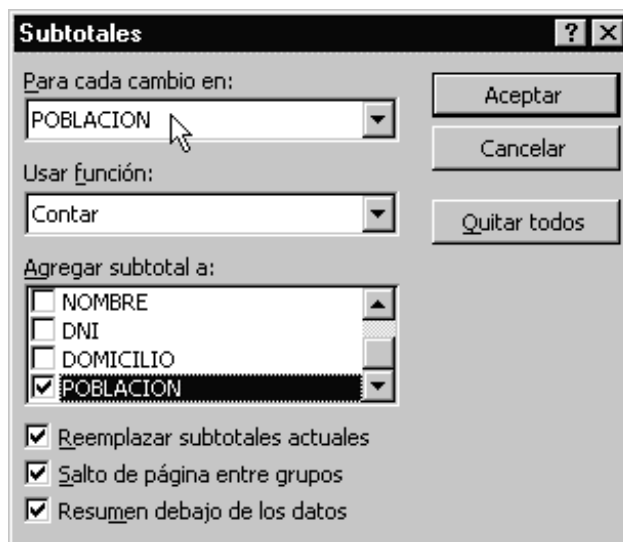 Subtotales
Para cada cambio en:
POBLACION
Usar función:
Contar
Agregar subtotal a:
NOMBRE
DNI
DOMICILIO
POBLACION
Reemplazar subtotales actuales
Salto de página entre grupos
Resumen debajo de los datos
?
Aceptar
Cancelar
Quitar todos